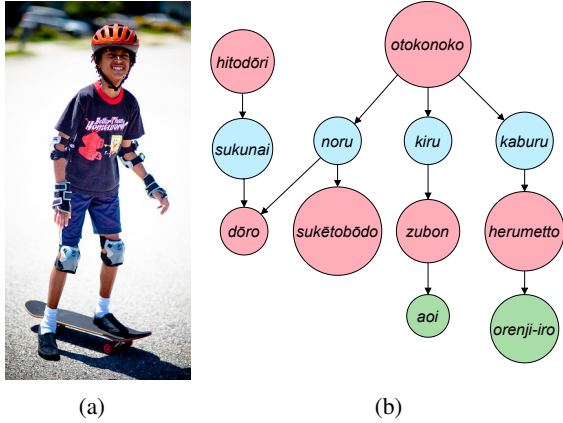 hitodōri
otokonoko
sukunai
noru
kiru
kaburu
dōro
sukētobōdo
zubon
herumetto
aoi
orenji-iro
(a)
(b)